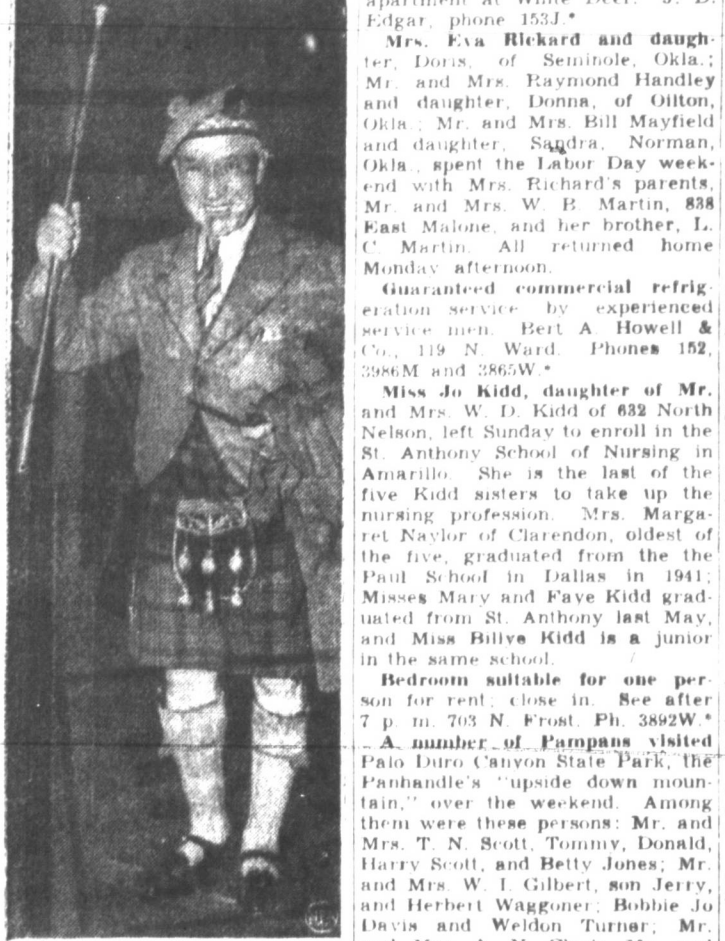 apartment at White Deer. J. D.
Edgar, phone 153J.*
Mrs. Eva Rickard and daugh-
ter, Doris, of Seminole, Okla.;
Mr. and Mrs. Raymond Handley
and daughter, Donna, of Oilton,
Okla.; Mr. and Mrs. Bill Mayfield
and daughter, Sandra, Norman,
Okla., spent the Labor Day week-
end with Mrs. Richard's parents,
Mr. and Mrs. W. B. Martin, 838
East Malone, and her brother, L.
C. Martin. All returned home
Monday afternoon.
Guaranteed commercial refrig-
eration service by experienced
service men. Bert A. Howell &
Co., 119 N. Ward. Phones 152,
3986M and 3865W.*
Miss Jo Kidd, daughter of Mr.
and Mrs. W. D. Kidd of 632 North
Nelson, left Sunday to enroll in the
St. Anthony School of Nursing in
Amarillo. She is the last of the
five Kidd sisters to take up the
nursing profession. Mrs. Marga-
ret Naylor of Clarendon, oldest of
the five, graduated from the the
Paul School in Dallas in 1941;
Misses Mary and Faye Kidd grad-
uated from St. Anthony last May,
and Miss Billye Kidd is a junior
in the same school.
Bedroom suitable for one per-
son for rent; close in. See after
7 p. m. 703 N. Frost. Ph. 3892W.*
A number of Pampans visited
Palo Duro Canyon State Park, the
Panhandle's "upside down moun-
tain," over the weekend. Among
them were these persons: Mr. and
Mrs. T. N. Scott, Tommy, Donald,
Harry Scott, and Betty Jones; Mr.
and Mrs. W. I. Gilbert, son Jerry,
and Herbert Waggoner; Bobbie Jo
Davis and Weldon Turner; Mr.